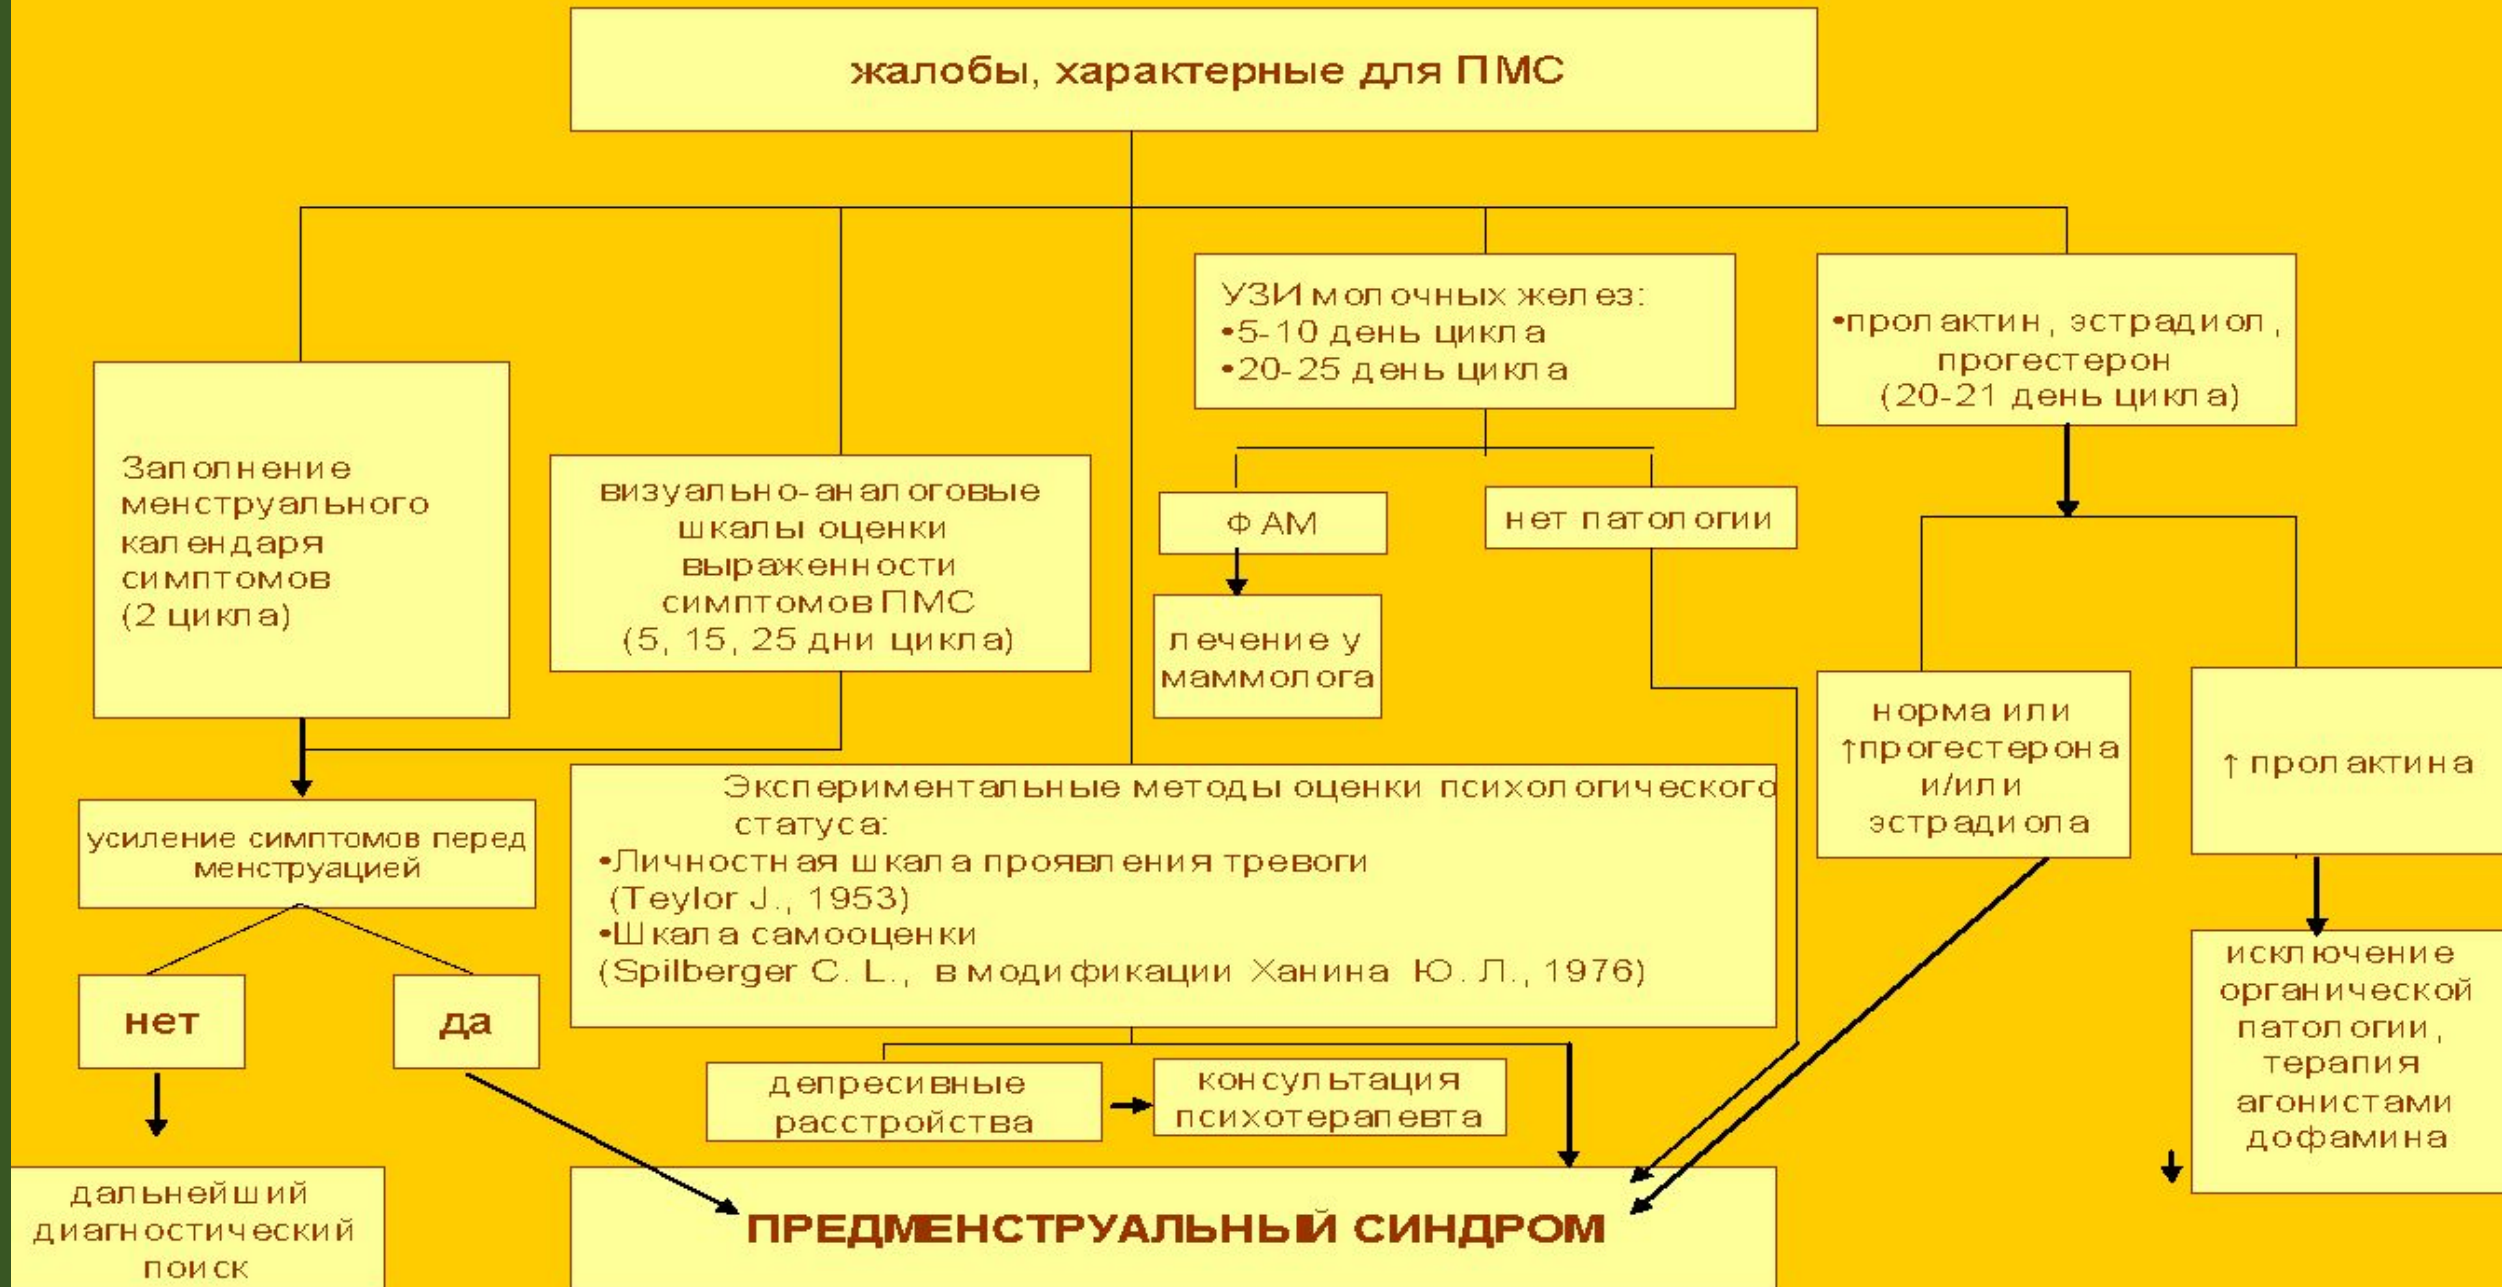 жалобы, характерные для ПМС
УЗИ молочных желез:
•5-10 день цикла
•20-25 день цикла
•пролактин, эстрадиол,
прогестерон
(20-21 день цикла)
Заполнение
менструального
календаря
симптомов
(2 цикла)
визуально-аналоговые
шкалы оценки
выраженности
симптомов ПМС
(5, 15, 25 дни цикла)
ФАМ
нет патологии
лечение у
маммолога
норма или
↑прогестерона
и/или
эстрадиола
↑ пролактина
усиление симптомов перед
менструацией
Экспериментальные методы оценки психологического
статуса:
•Личностная шкала проявления тревоги
(Teylor J., 1953)
•Шкала самооценки
(Spilberger C. L., в модификации Ханина Ю. Л., 1976)
нет
да
исключение
органической
патологии,
терапия
агонистами
дофамина
депресивные
расстройства
консультация
психотерапевта
дальнейший
диагностический
поиск
ПРЕДМЕНСТРУАЛЬНЫЙ СИНДРОМ